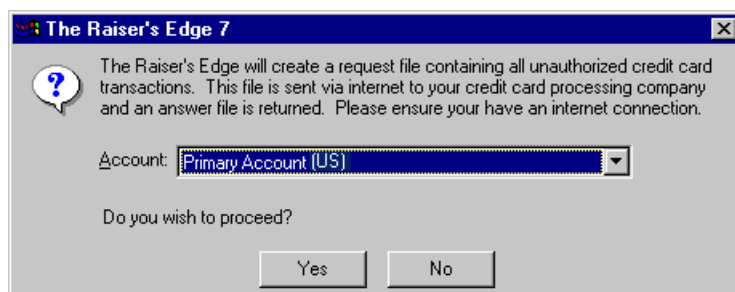 The Raiser's Edge 7
The Raiser's Edge will create a request file containing all unauthorized credit card
transactions. This file is sent via internet to your credit card processing company
and an answer file is returned. Please ensure your have an internet connection.
Account: Primary Account (US)
Do you wish to proceed?
Yes No